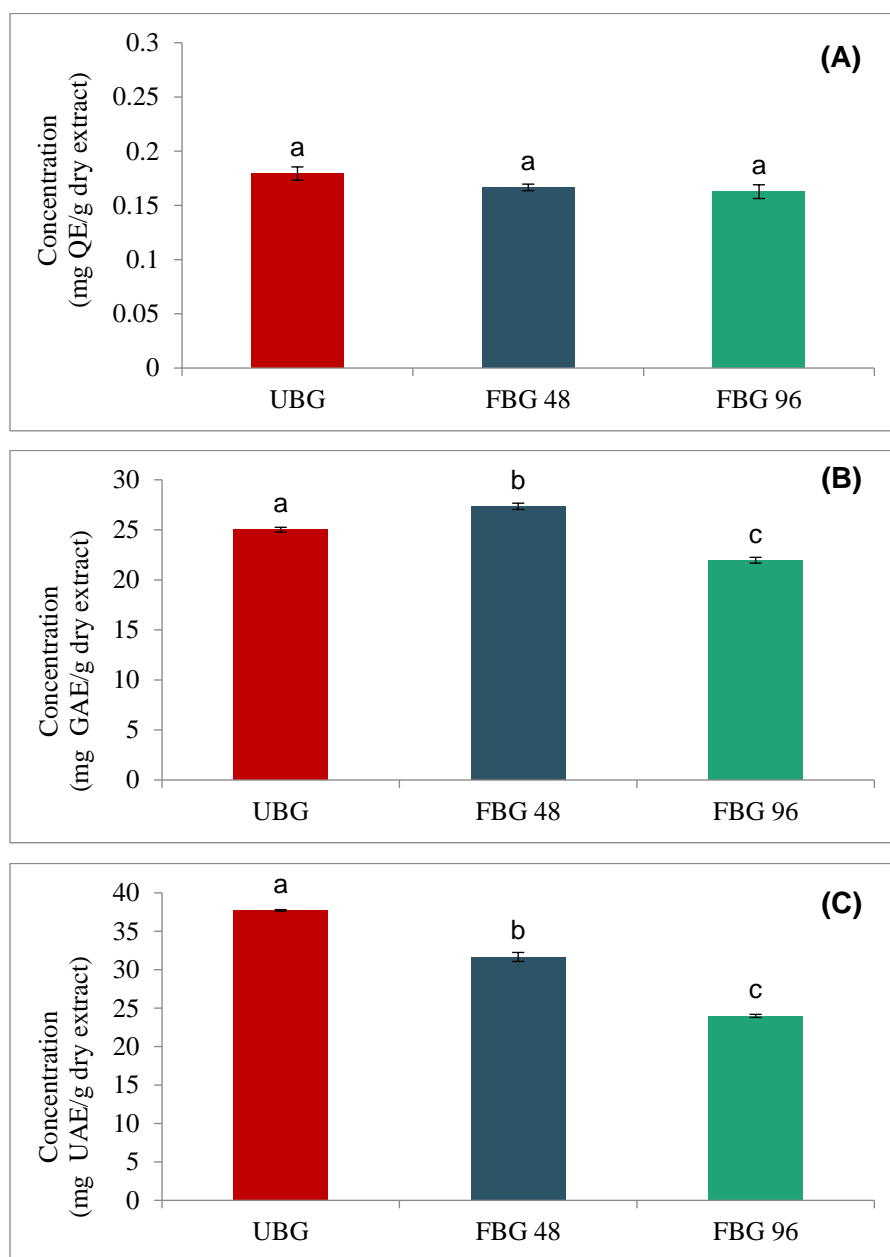 (A)
Concentration
(mg QE/g dry extract)
0.3
0.25
0.2
0.15
0.1
0.05
0
a
a
a
UBG
FBG 48
FBG 96
(B)
Concentration
(mg GAE/g dry extract)
30
25
20
15
10
5
0
a
b
c
UBG
FBG 48
FBG 96
(C)
Concentration
(mg UAE/g dry extract)
40
35
30
25
20
15
10
5
0
a
b
c
UBG
FBG 48
FBG 96